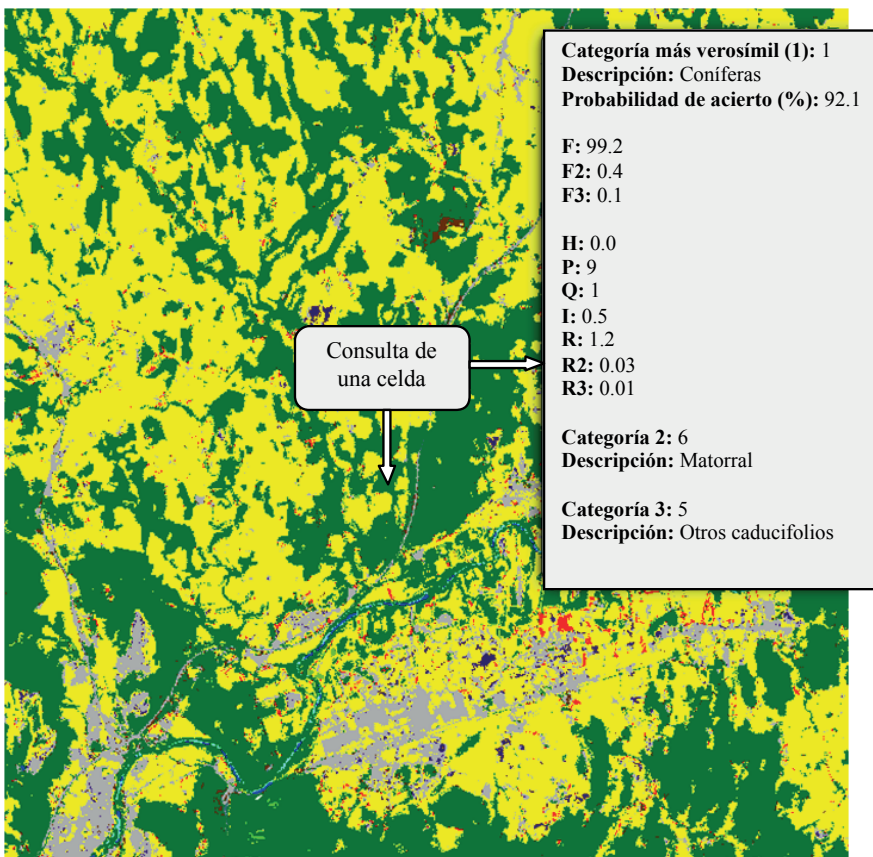 Categoría más verosímil (1): 1
Descripción: Coníferas
Probabilidad de acierto (%): 92.1
F: 99.2
F2: 0.4
F3: 0.1
H: 0.0
P: 9
Q: 1
I: 0.5
R: 1.2
R2: 0.03
R3: 0.01
Categoría 2: 6
Descripción: Matorral
Categoría 3: 5
Descripción: Otros caducifolios
Consulta de
una celda